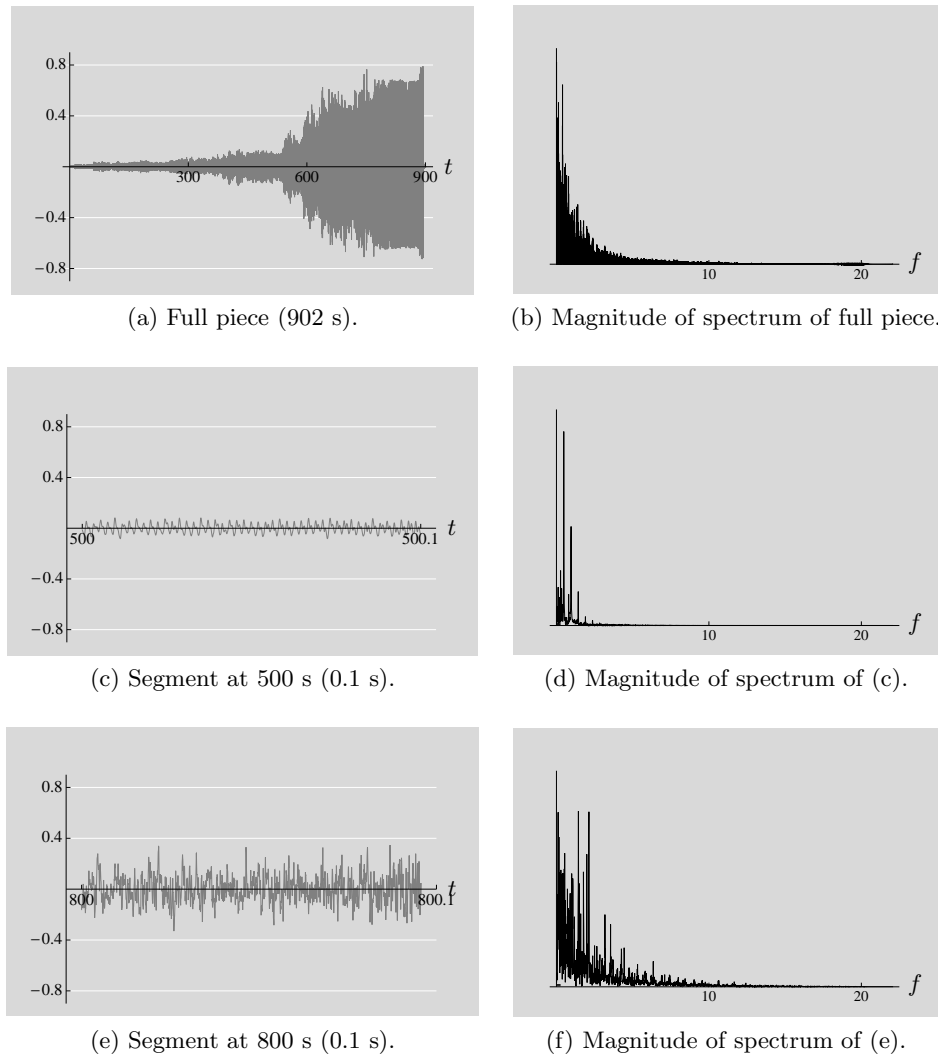 0.8
0.4
−0.4
−0.8
300
600
900
t
(a) Full piece (902 s).
10
20
f
(b) Magnitude of spectrum of full piece.
0.8
0.4
−0.4
−0.8
500
500.1
t
(c) Segment at 500 s (0.1 s).
10
20
f
(d) Magnitude of spectrum of (c).
0.8
0.4
−0.4
−0.8
800
800.1
t
(e) Segment at 800 s (0.1 s).
10
20
f
(f) Magnitude of spectrum of (e).